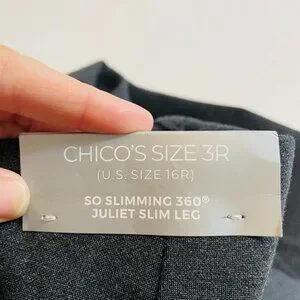 CHICO'S SIZE 3R
(U.S. SIZE 16R)
SO SLIMMING 360®
JULIET SLIM LEG